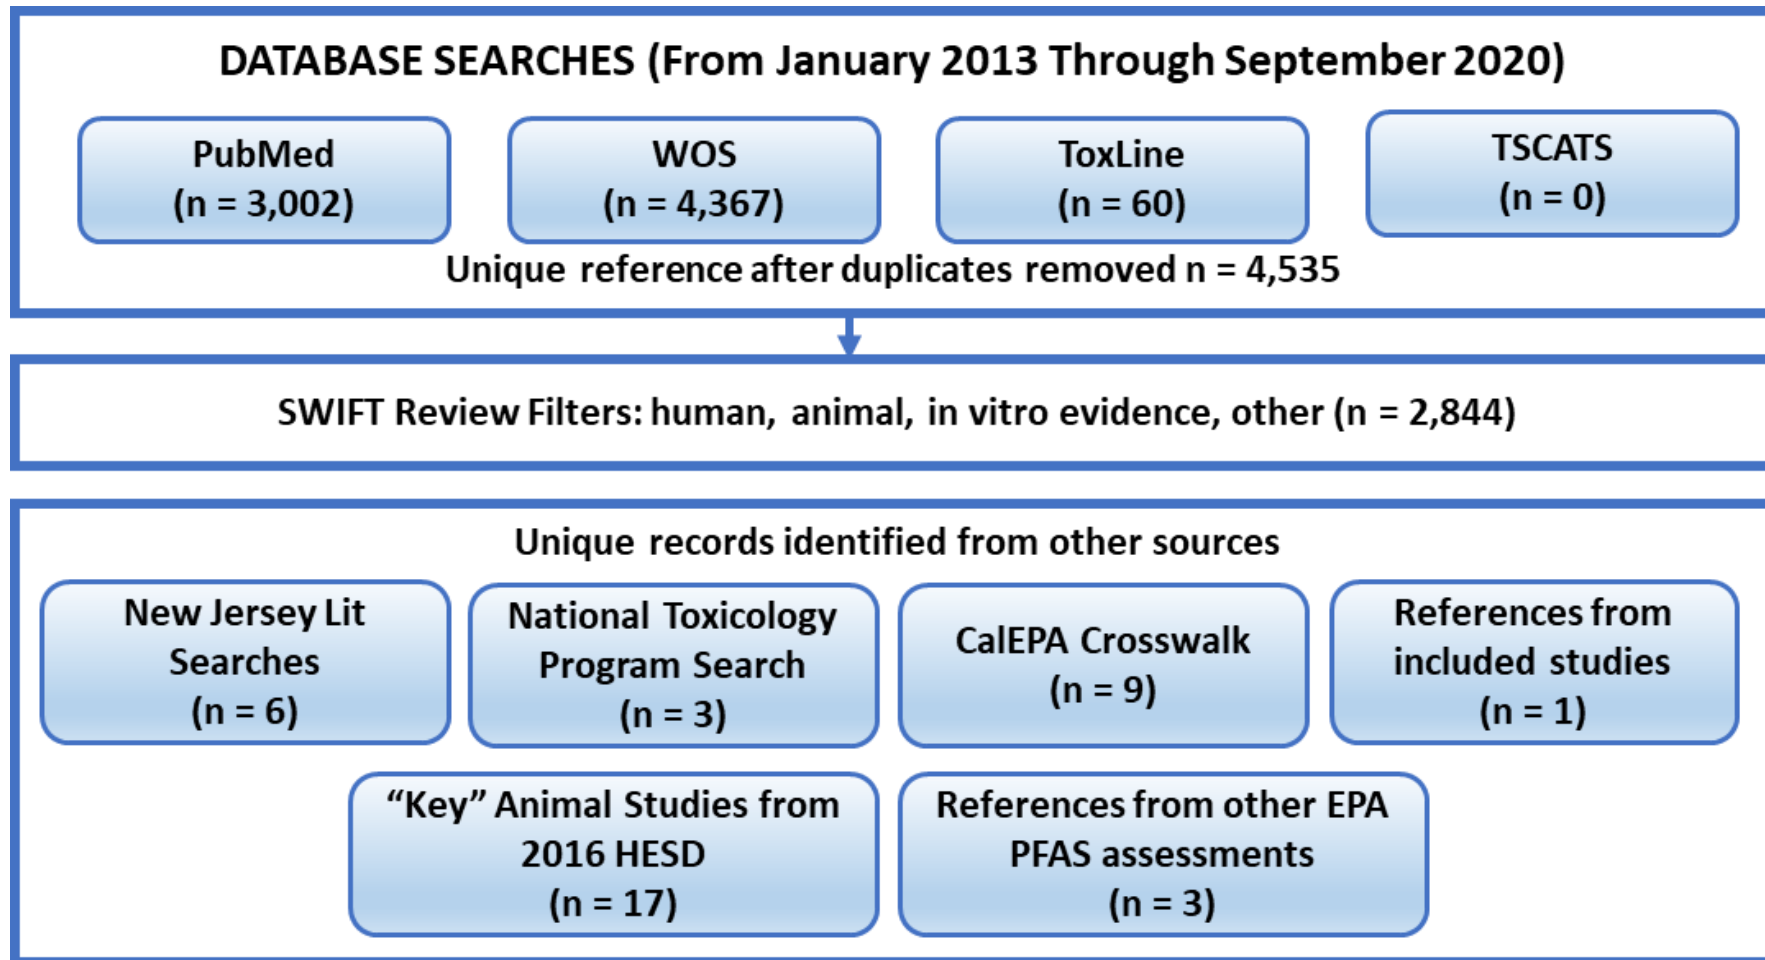 DATABASE SEARCHES (From January 2013 Through September 2020)
PubMed
(n = 3,002)
WOS
(n = 4,367)
ToxLine
(n = 60)
TSCATS
(n = 0)
Unique reference after duplicates removed n = 4,535
SWIFT Review Filters: human, animal, in vitro evidence, other (n = 2,844)
Unique records identified from other sources
New Jersey Lit
Searches
(n = 6)
National Toxicology
Program Search
(n = 3)
CalEPA Crosswalk
(n = 9)
References from
included studies
(n = 1)
“Key” Animal Studies from
2016 HESD
(n = 17)
References from other EPA
PFAS assessments
(n = 3)